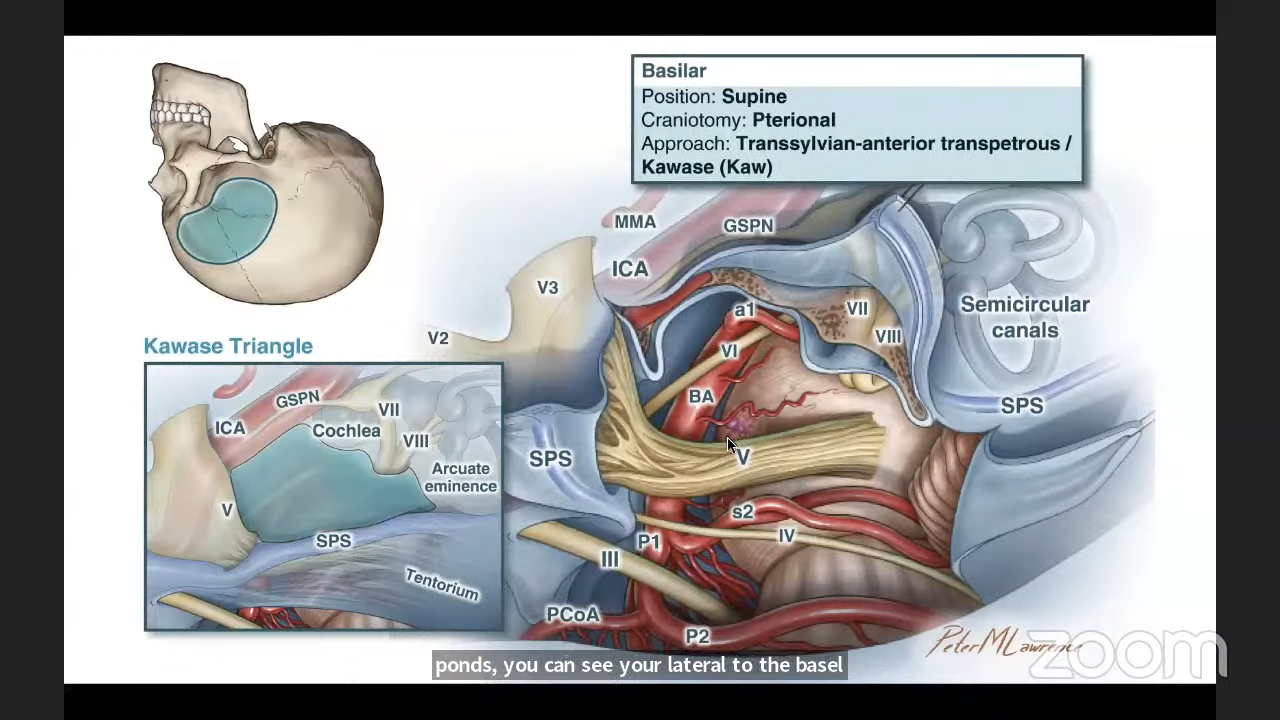 Basilar
Position: Supine
Craniotomy: Pterional
Approach: Transsylvian-anterior transpetrous /
Kawase (Kaw)
MMA
GSPN
ICA
V3
V2
a1
VII
VIII
VI
Semicircular
canals
BA
SPS
SPS
V
s2
IV
P1
III
PCoA
P2
Kawase Triangle
GSPN
ICA
Cochlea
VII
VIII
Arcuate
eminence
V
SPS
Tentorium
PeterMLawrence
zoom
ponds, you can see your lateral to the basel